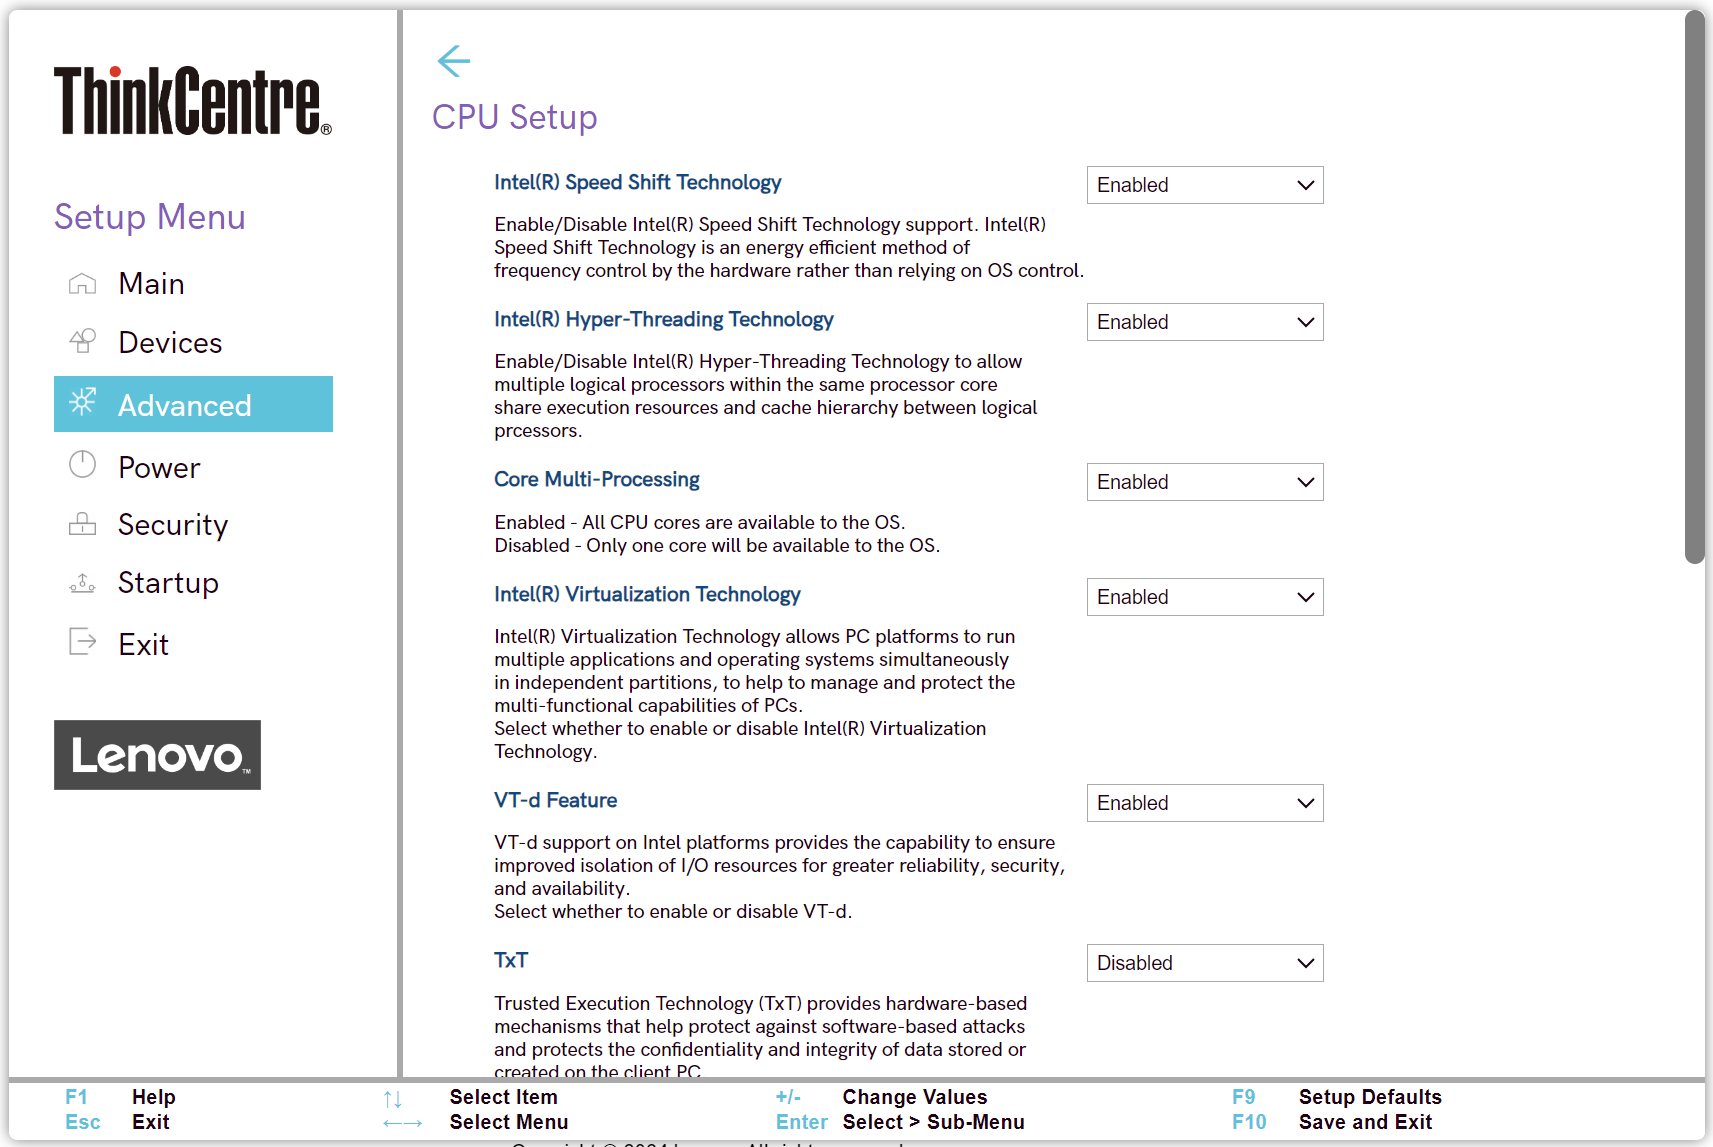 ThinkCentre®
Setup Menu
Main
Devices
Advanced
Power
Security
Startup
Exit
Lenovo™
CPU Setup
Intel(R) Speed Shift Technology
Enabled
Enable/Disable Intel(R) Speed Shift Technology support. Intel(R)
Speed Shift Technology is an energy efficient method of
frequency control by the hardware rather than relying on OS control.
Intel(R) Hyper-Threading Technology
Enabled
Enable/Disable Intel(R) Hyper-Threading Technology to allow
multiple logical processors within the same processor core
share execution resources and cache hierarchy between logical
prcessors.
Core Multi-Processing
Enabled
Enabled - All CPU cores are available to the OS.
Disabled - Only one core will be available to the OS.
Intel(R) Virtualization Technology
Enabled
Intel(R) Virtualization Technology allows PC platforms to run
multiple applications and operating systems simultaneously
in independent partitions, to help to manage and protect the
multi-functional capabilities of PCs.
Select whether to enable or disable Intel(R) Virtualization
Technology.
VT-d Feature
Enabled
VT-d support on Intel platforms provides the capability to ensure
improved isolation of I/O resources for greater reliability, security,
and availability.
Select whether to enable or disable VT-d.
TxT
Disabled
Trusted Execution Technology (TxT) provides hardware-based
mechanisms that help protect against software-based attacks
and protects the confidentiality and integrity of data stored or
created on the client PC
F1 Help ↑↓ Select Item +/- Change Values F9 Setup Defaults
Esc Exit ←→ Select Menu Enter Select > Sub-Menu F10 Save and Exit